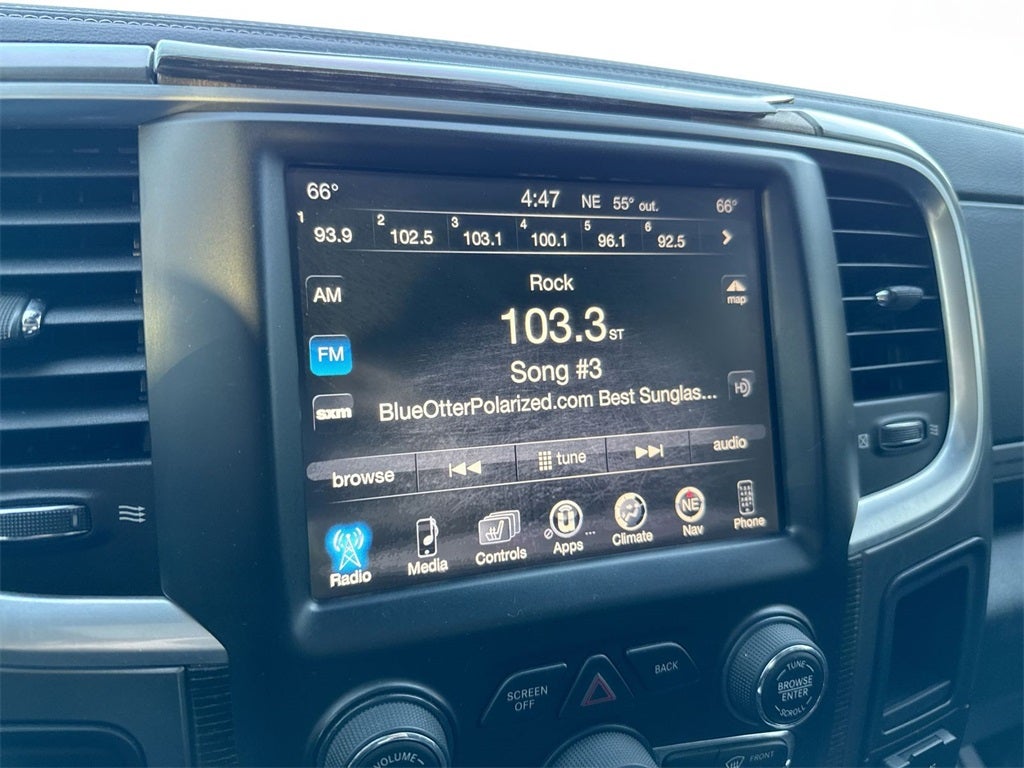 66° 4:47 NE 55° out. 66°
1 93.9 2 102.5 3 103.1 4 100.1 5 96.1 6 92.5
Rock
AM
map
103.3 ST
FM
Song #3
HD
sxm
BlueOtterPolarized.com Best Sunglas...
browse tune audio
NE
Radio Media Controls Apps ... Climate Nav Phone
SCREEN OFF
BACK
TUNE
BROWSE
ENTER
SCROLL
VOLUME
FRONT